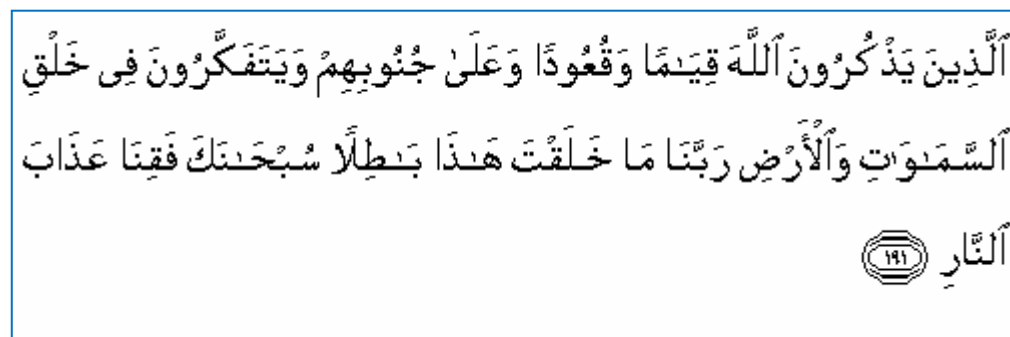 ٱلَّذِينَ يَذْكُرُونَ ٱللَّهَ قِيَـٰمًا وَقُعُودًا وَعَلَىٰ جُنُوبِهِمْ وَيَتَفَكَّرُونَ فِى خَلْقِ
ٱلسَّمَـٰوَٰتِ وَٱلْأَرْضِ رَبَّنَا مَا خَلَقْتَ هَـٰذَا بَـٰطِلًا سُبْحَـٰنَكَ فَقِنَا عَذَابَ
ٱلنَّارِ ١٩١